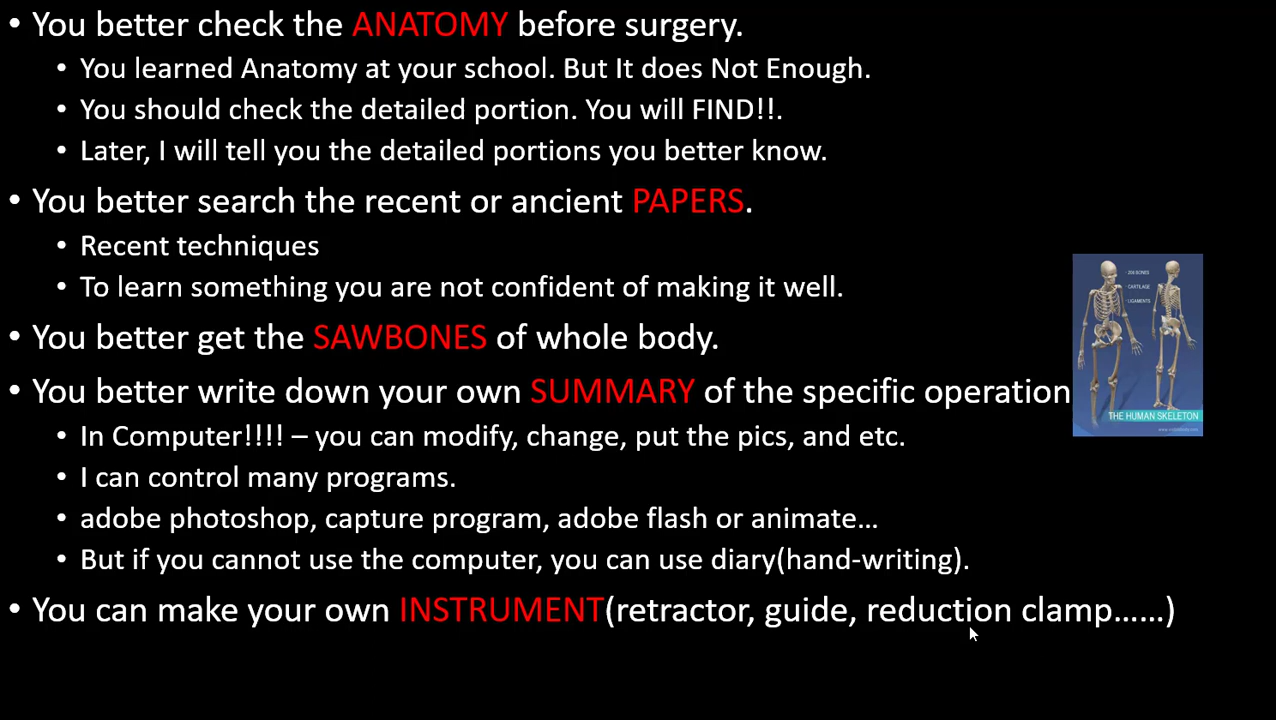 • You better check the ANATOMY before surgery.
• You learned Anatomy at your school. But It does Not Enough.
• You should check the detailed portion. You will FIND!!.
• Later, I will tell you the detailed portions you better know.
• You better search the recent or ancient PAPERS.
• Recent techniques
• To learn something you are not confident of making it well.
• You better get the SAWBONES of whole body.
• You better write down your own SUMMARY of the specific operation
• In Computer!!!! – you can modify, change, put the pics, and etc.
• I can control many programs.
• adobe photoshop, capture program, adobe flash or animate…
• But if you cannot use the computer, you can use diary(hand-writing).
• You can make your own INSTRUMENT(retractor, guide, reduction clamp……)
206 BONES
CARTILAGE
LIGAMENTS
THE HUMAN SKELETON